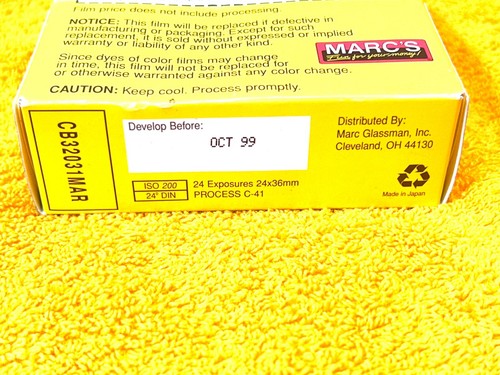 Film price does not include processing.
NOTICE: This film will be replaced if defective in
manufacturing or packaging. Except for such
replacement, it is sold without expressed or implied
warranty or liability of any other kind.
Since dyes of color films may change
in time, this film will not be replaced for
or otherwise warranted against any color change.
CAUTION: Keep cool. Process promptly.
MARC'S
for your money!
CB32031MAR
Develop Before:
OCT 99
ISO 200
24° DIN
24 Exposures 24x36mm
PROCESS C-41
Distributed By:
Marc Glassman, Inc.
Cleveland, OH 44130
Made in Japan